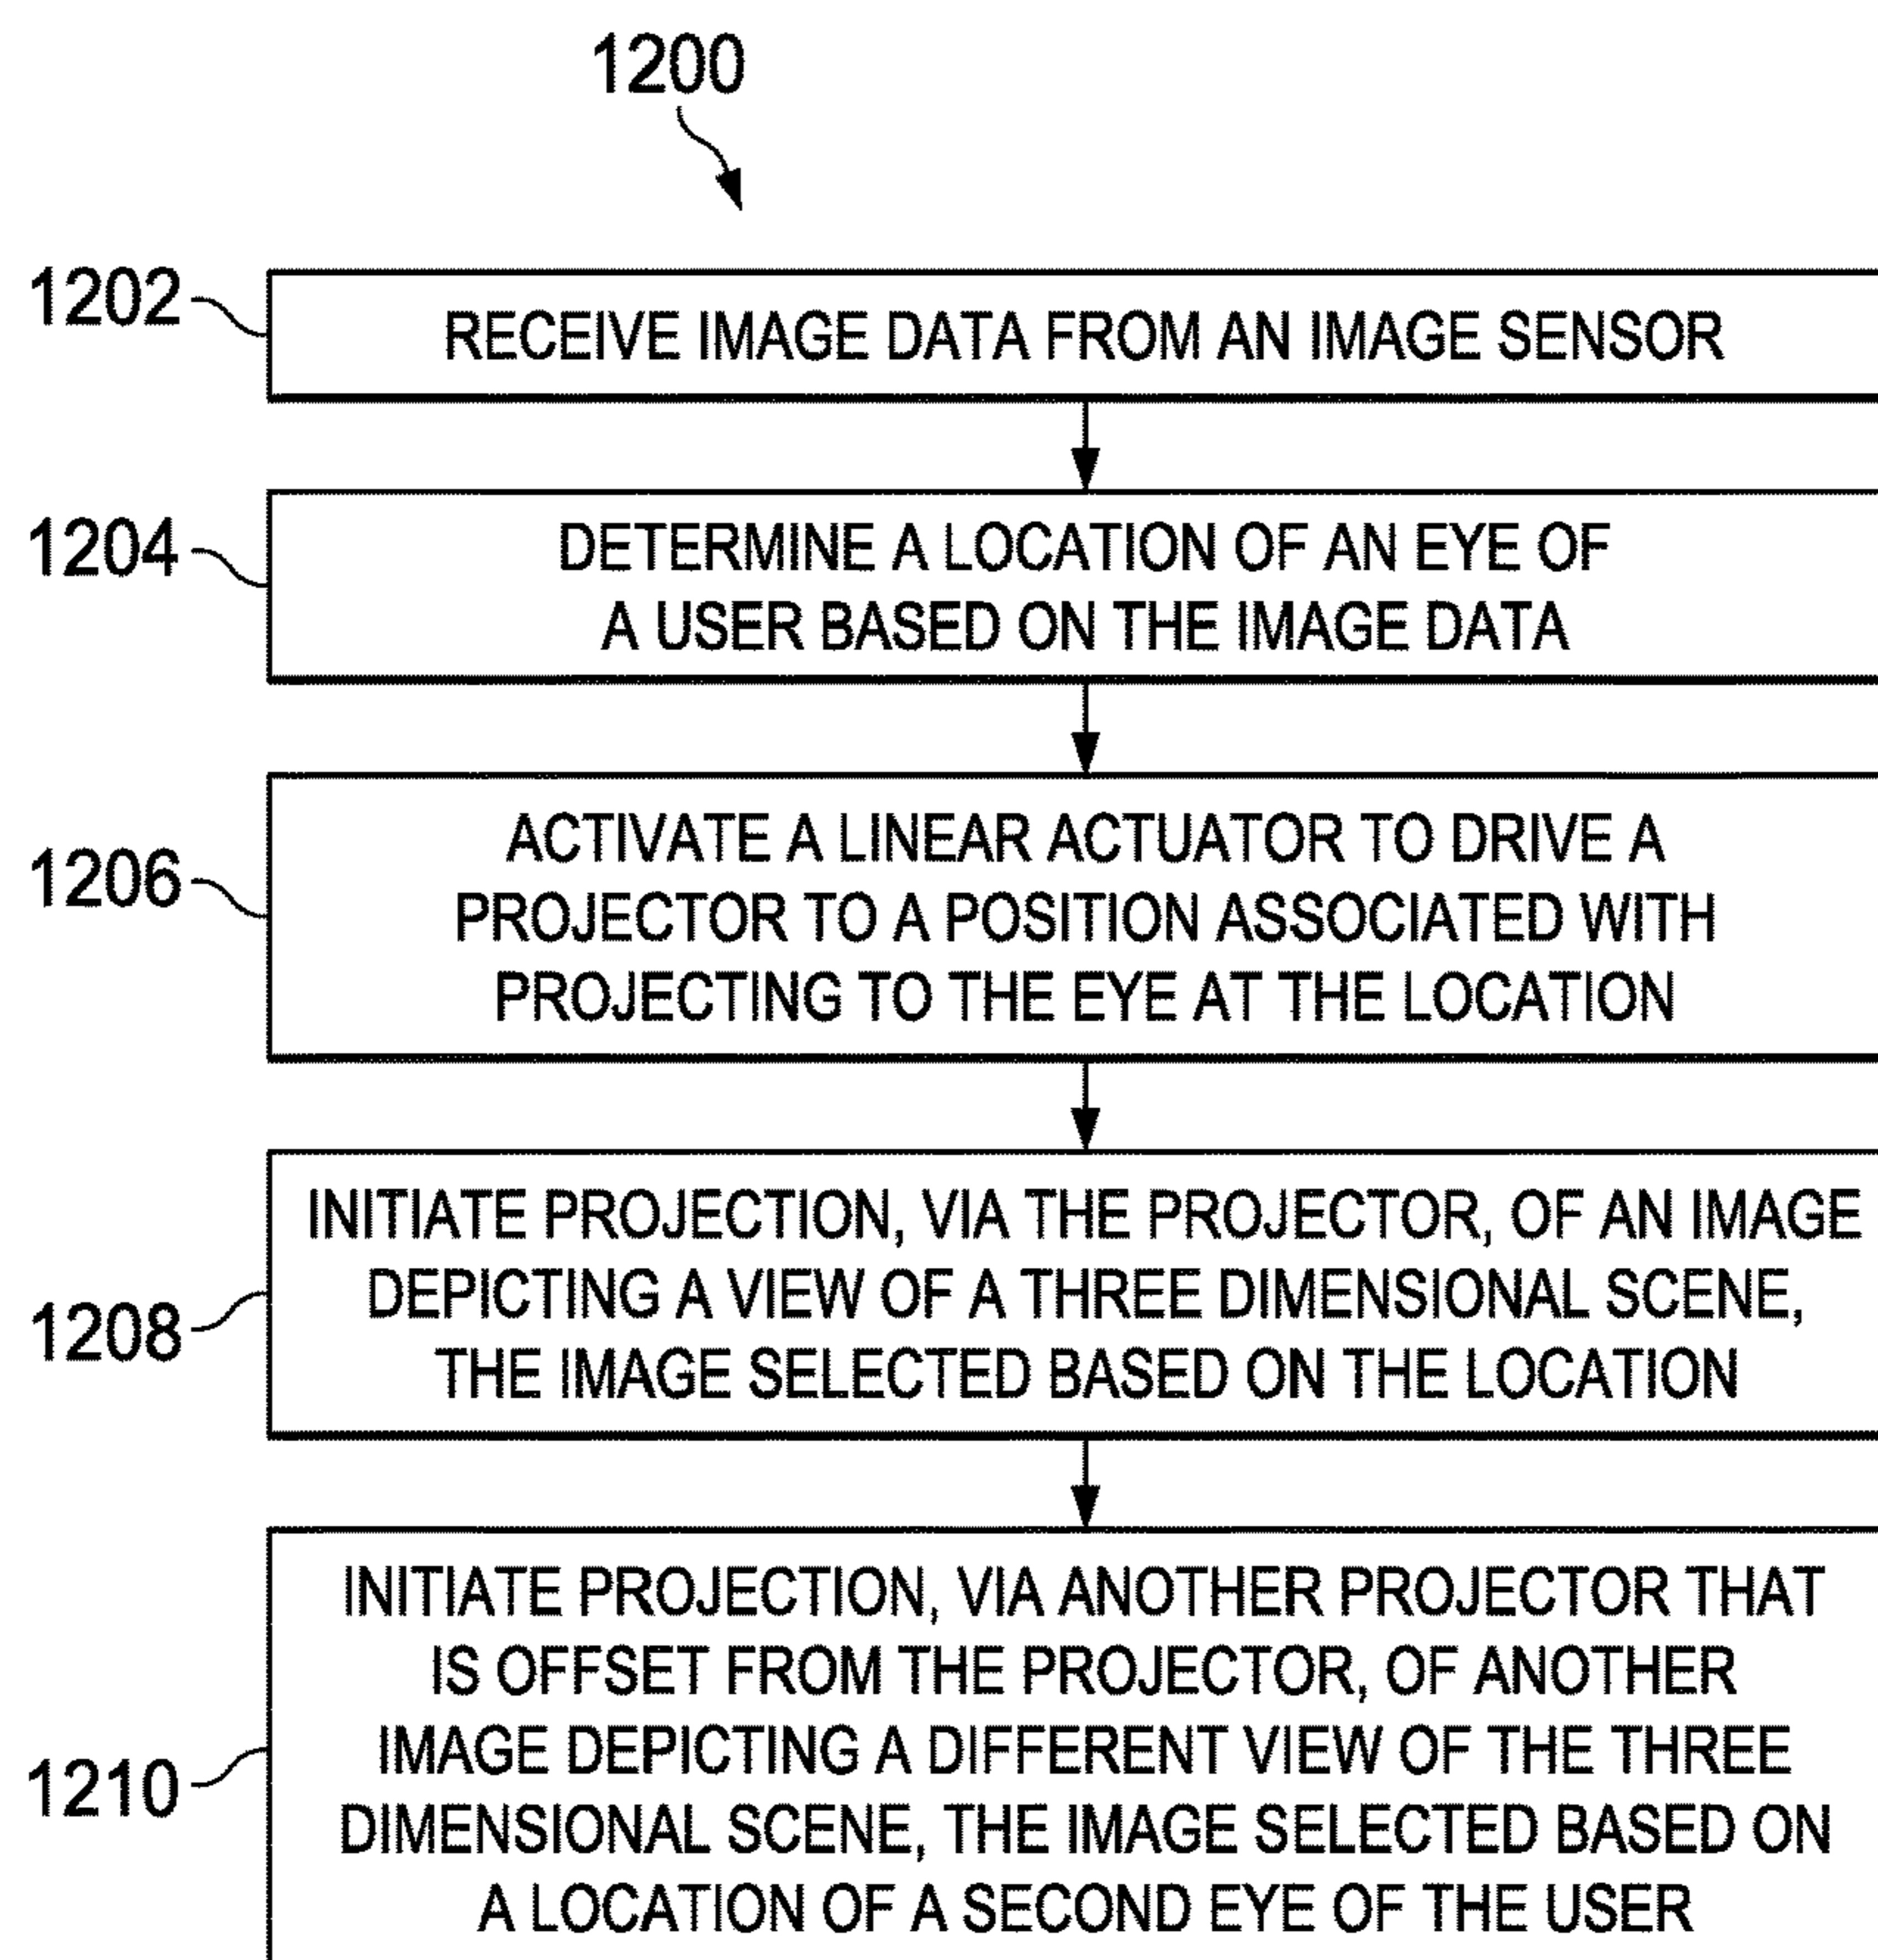 1200
1202
RECEIVE IMAGE DATA FROM AN IMAGE SENSOR
1204
DETERMINE A LOCATION OF AN EYE OF
A USER BASED ON THE IMAGE DATA
1206
ACTIVATE A LINEAR ACTUATOR TO DRIVE A
PROJECTOR TO A POSITION ASSOCIATED WITH
PROJECTING TO THE EYE AT THE LOCATION
1208
INITIATE PROJECTION, VIA THE PROJECTOR, OF AN IMAGE
DEPICTING A VIEW OF A THREE DIMENSIONAL SCENE,
THE IMAGE SELECTED BASED ON THE LOCATION
1210
INITIATE PROJECTION, VIA ANOTHER PROJECTOR THAT
IS OFFSET FROM THE PROJECTOR, OF ANOTHER
IMAGE DEPICTING A DIFFERENT VIEW OF THE THREE
DIMENSIONAL SCENE, THE IMAGE SELECTED BASED ON
A LOCATION OF A SECOND EYE OF THE USER